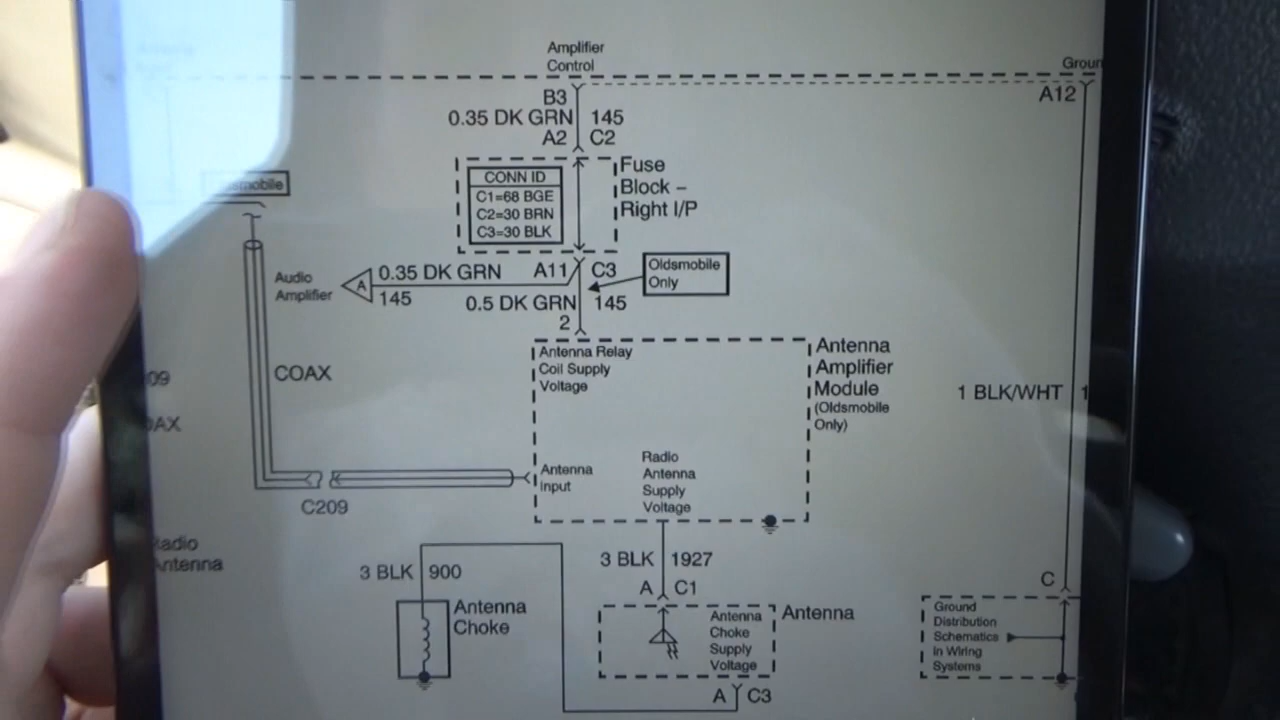 Amplifier
Control
Groun
B3
A12
0.35 DK GRN 145
A2 C2
CONN ID
C1=68 BGE
C2=30 BRN
C3=30 BLK
Fuse
Block –
Right I/P
smobile
Audio
Amplifier
A
0.35 DK GRN
145
A11 C3
Oldsmobile
Only
0.5 DK GRN 145
2
Antenna Relay
Coil Supply
Voltage
Antenna
Amplifier
Module
(Oldsmobile
Only)
COAX
09
AX
1 BLK/WHT 1
Antenna
Input
Radio
Antenna
Supply
Voltage
C209
Radio
Antenna
3 BLK 900
3 BLK 1927
A C1
Antenna
Choke
Antenna
Choke
Supply
Voltage
Antenna
A C3
C
Ground
Distribution
Schematics
in Wiring
Systems